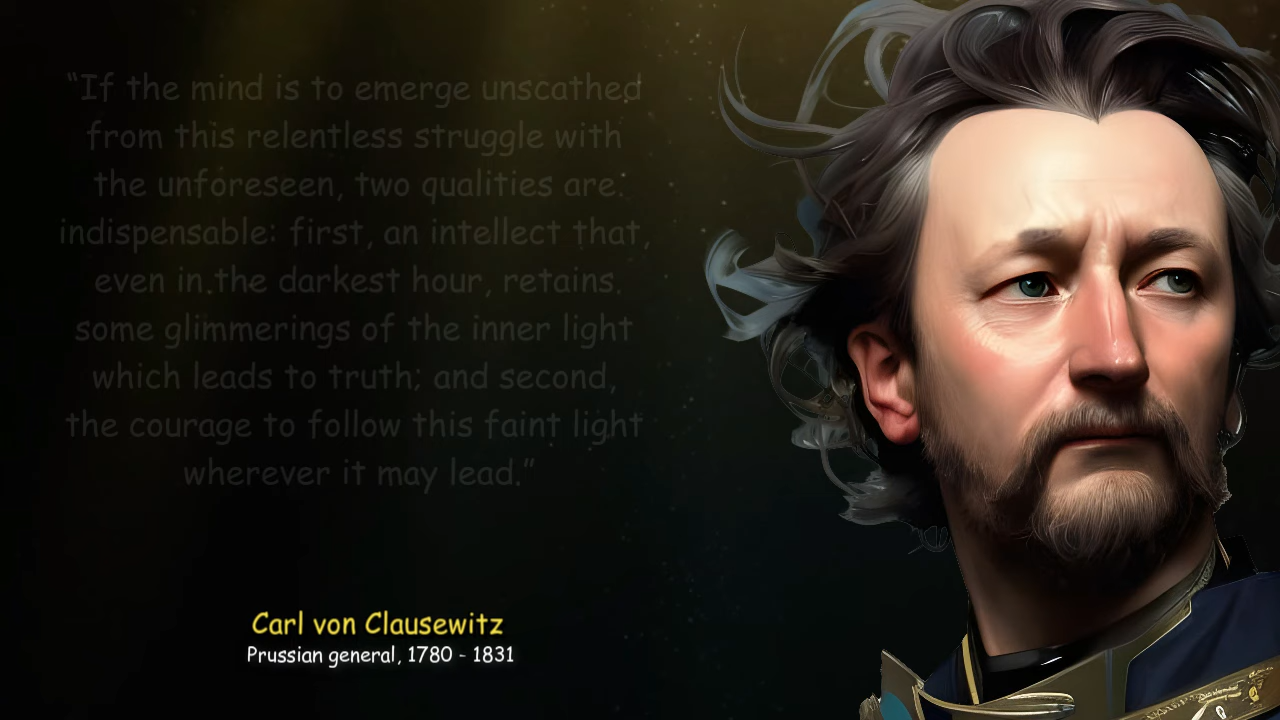 “If the mind is to emerge unscathed
from this relentless struggle with
the unforeseen, two qualities are
indispensable: first, an intellect that,
even in the darkest hour, retains
some glimmerings of the inner light
which leads to truth; and second,
the courage to follow this faint light
wherever it may lead.”
Carl von Clausewitz
Prussian general, 1780 - 1831